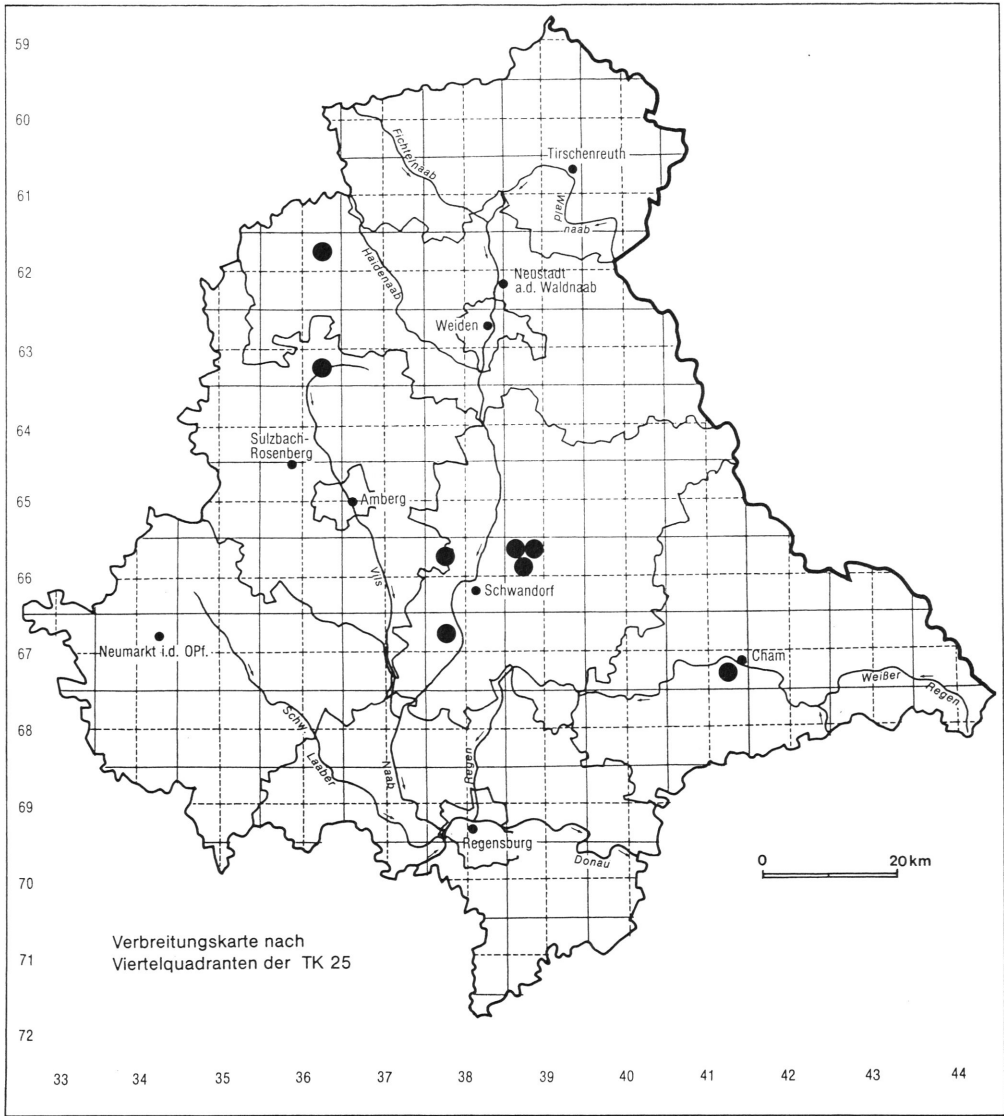 59
60
61
62
63
64
65
66
67
68
69
70
71
72
Fichtelnaab
Tirschenreuth
Wald
naab
Haidenaab
Neustadt
a.d. Waldnaab
Weiden
Sulzbach-
Rosenberg
Amberg
Vils
Schwandorf
Neumarkt i.d. OPf.
Cham
Weißer
Regen
Schw.
Laaber
Naab
Regen
Regensburg
Donau
0 20 km
Verbreitungskarte nach
Viertelquadranten der TK 25
33 34 35 36 37 38 39 40 41 42 43 44